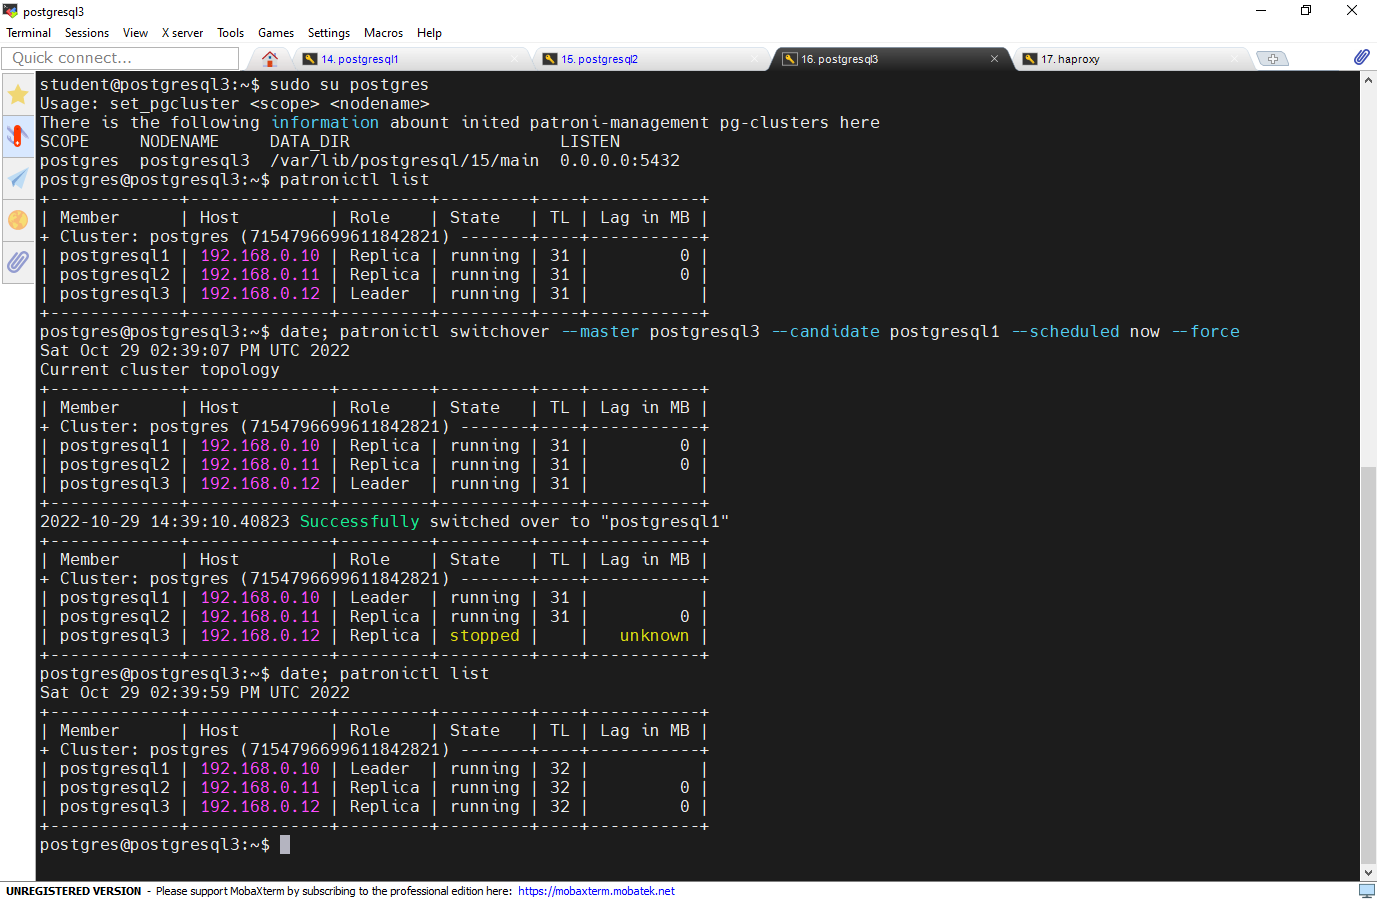 postgresql3
Terminal Sessions View X server Tools Games Settings Macros Help
Quick connect... 14. postgresql1 15. postgresql2 16. postgresql3 17. haproxy
student@postgresql3:~$ sudo su postgres
Usage: set_pgcluster <scope> <nodename>
There is the following information abount inited patroni-management pg-clusters here
SCOPE     NODENAME     DATA_DIR                     LISTEN
postgres  postgresql3  /var/lib/postgresql/15/main  0.0.0.0:5432
postgres@postgresql3:~$ patronictl list
+-------------+--------------+---------+---------+----+-----------+
| Member      | Host         | Role    | State   | TL | Lag in MB |
+ Cluster: postgres (7154796699611842821) -------+----+-----------+
| postgresql1 | 192.168.0.10 | Replica | running | 31 |         0 |
| postgresql2 | 192.168.0.11 | Replica | running | 31 |         0 |
| postgresql3 | 192.168.0.12 | Leader  | running | 31 |           |
+-------------+--------------+---------+---------+----+-----------+
postgres@postgresql3:~$ date; patronictl switchover --master postgresql3 --candidate postgresql1 --scheduled now --force
Sat Oct 29 02:39:07 PM UTC 2022
Current cluster topology
+-------------+--------------+---------+---------+----+-----------+
| Member      | Host         | Role    | State   | TL | Lag in MB |
+ Cluster: postgres (7154796699611842821) -------+----+-----------+
| postgresql1 | 192.168.0.10 | Replica | running | 31 |         0 |
| postgresql2 | 192.168.0.11 | Replica | running | 31 |         0 |
| postgresql3 | 192.168.0.12 | Leader  | running | 31 |           |
+-------------+--------------+---------+---------+----+-----------+
2022-10-29 14:39:10.40823 Successfully switched over to "postgresql1"
+-------------+--------------+---------+---------+----+-----------+
| Member      | Host         | Role    | State   | TL | Lag in MB |
+ Cluster: postgres (7154796699611842821) -------+----+-----------+
| postgresql1 | 192.168.0.10 | Leader  | running | 31 |           |
| postgresql2 | 192.168.0.11 | Replica | running | 31 |         0 |
| postgresql3 | 192.168.0.12 | Replica | stopped |    |   unknown |
+-------------+--------------+---------+---------+----+-----------+
postgres@postgresql3:~$ date; patronictl list
Sat Oct 29 02:39:59 PM UTC 2022
+-------------+--------------+---------+---------+----+-----------+
| Member      | Host         | Role    | State   | TL | Lag in MB |
+ Cluster: postgres (7154796699611842821) -------+----+-----------+
| postgresql1 | 192.168.0.10 | Leader  | running | 32 |           |
| postgresql2 | 192.168.0.11 | Replica | running | 32 |         0 |
| postgresql3 | 192.168.0.12 | Replica | running | 32 |         0 |
+-------------+--------------+---------+---------+----+-----------+
postgres@postgresql3:~$
UNREGISTERED VERSION - Please support MobaXterm by subscribing to the professional edition here: https://mobaxterm.mobatek.net